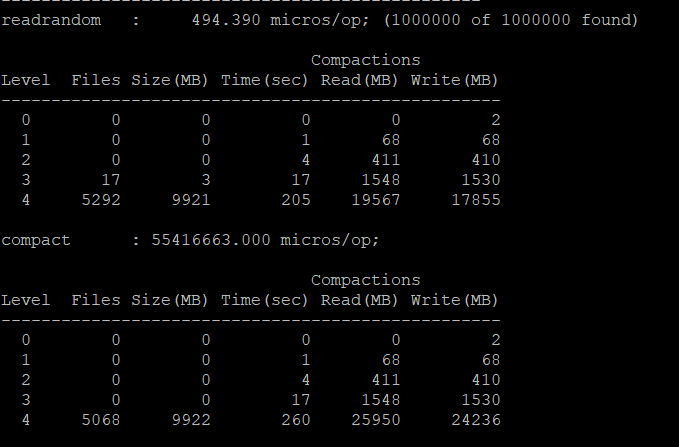 ------------------------------------------------
readrandom   :     494.390 micros/op; (1000000 of 1000000 found)
                               Compactions
Level  Files Size(MB) Time(sec) Read(MB) Write(MB)
--------------------------------------------------
  0        0        0         0        0         2
  1        0        0         1       68        68
  2        0        0         4      411       410
  3       17        3        17     1548      1530
  4     5292     9921       205    19567     17855
compact      : 55416663.000 micros/op;
                               Compactions
Level  Files Size(MB) Time(sec) Read(MB) Write(MB)
--------------------------------------------------
  0        0        0         0        0         2
  1        0        0         1       68        68
  2        0        0         4      411       410
  3        0        0        17     1548      1530
  4     5068     9922       260    25950     24236